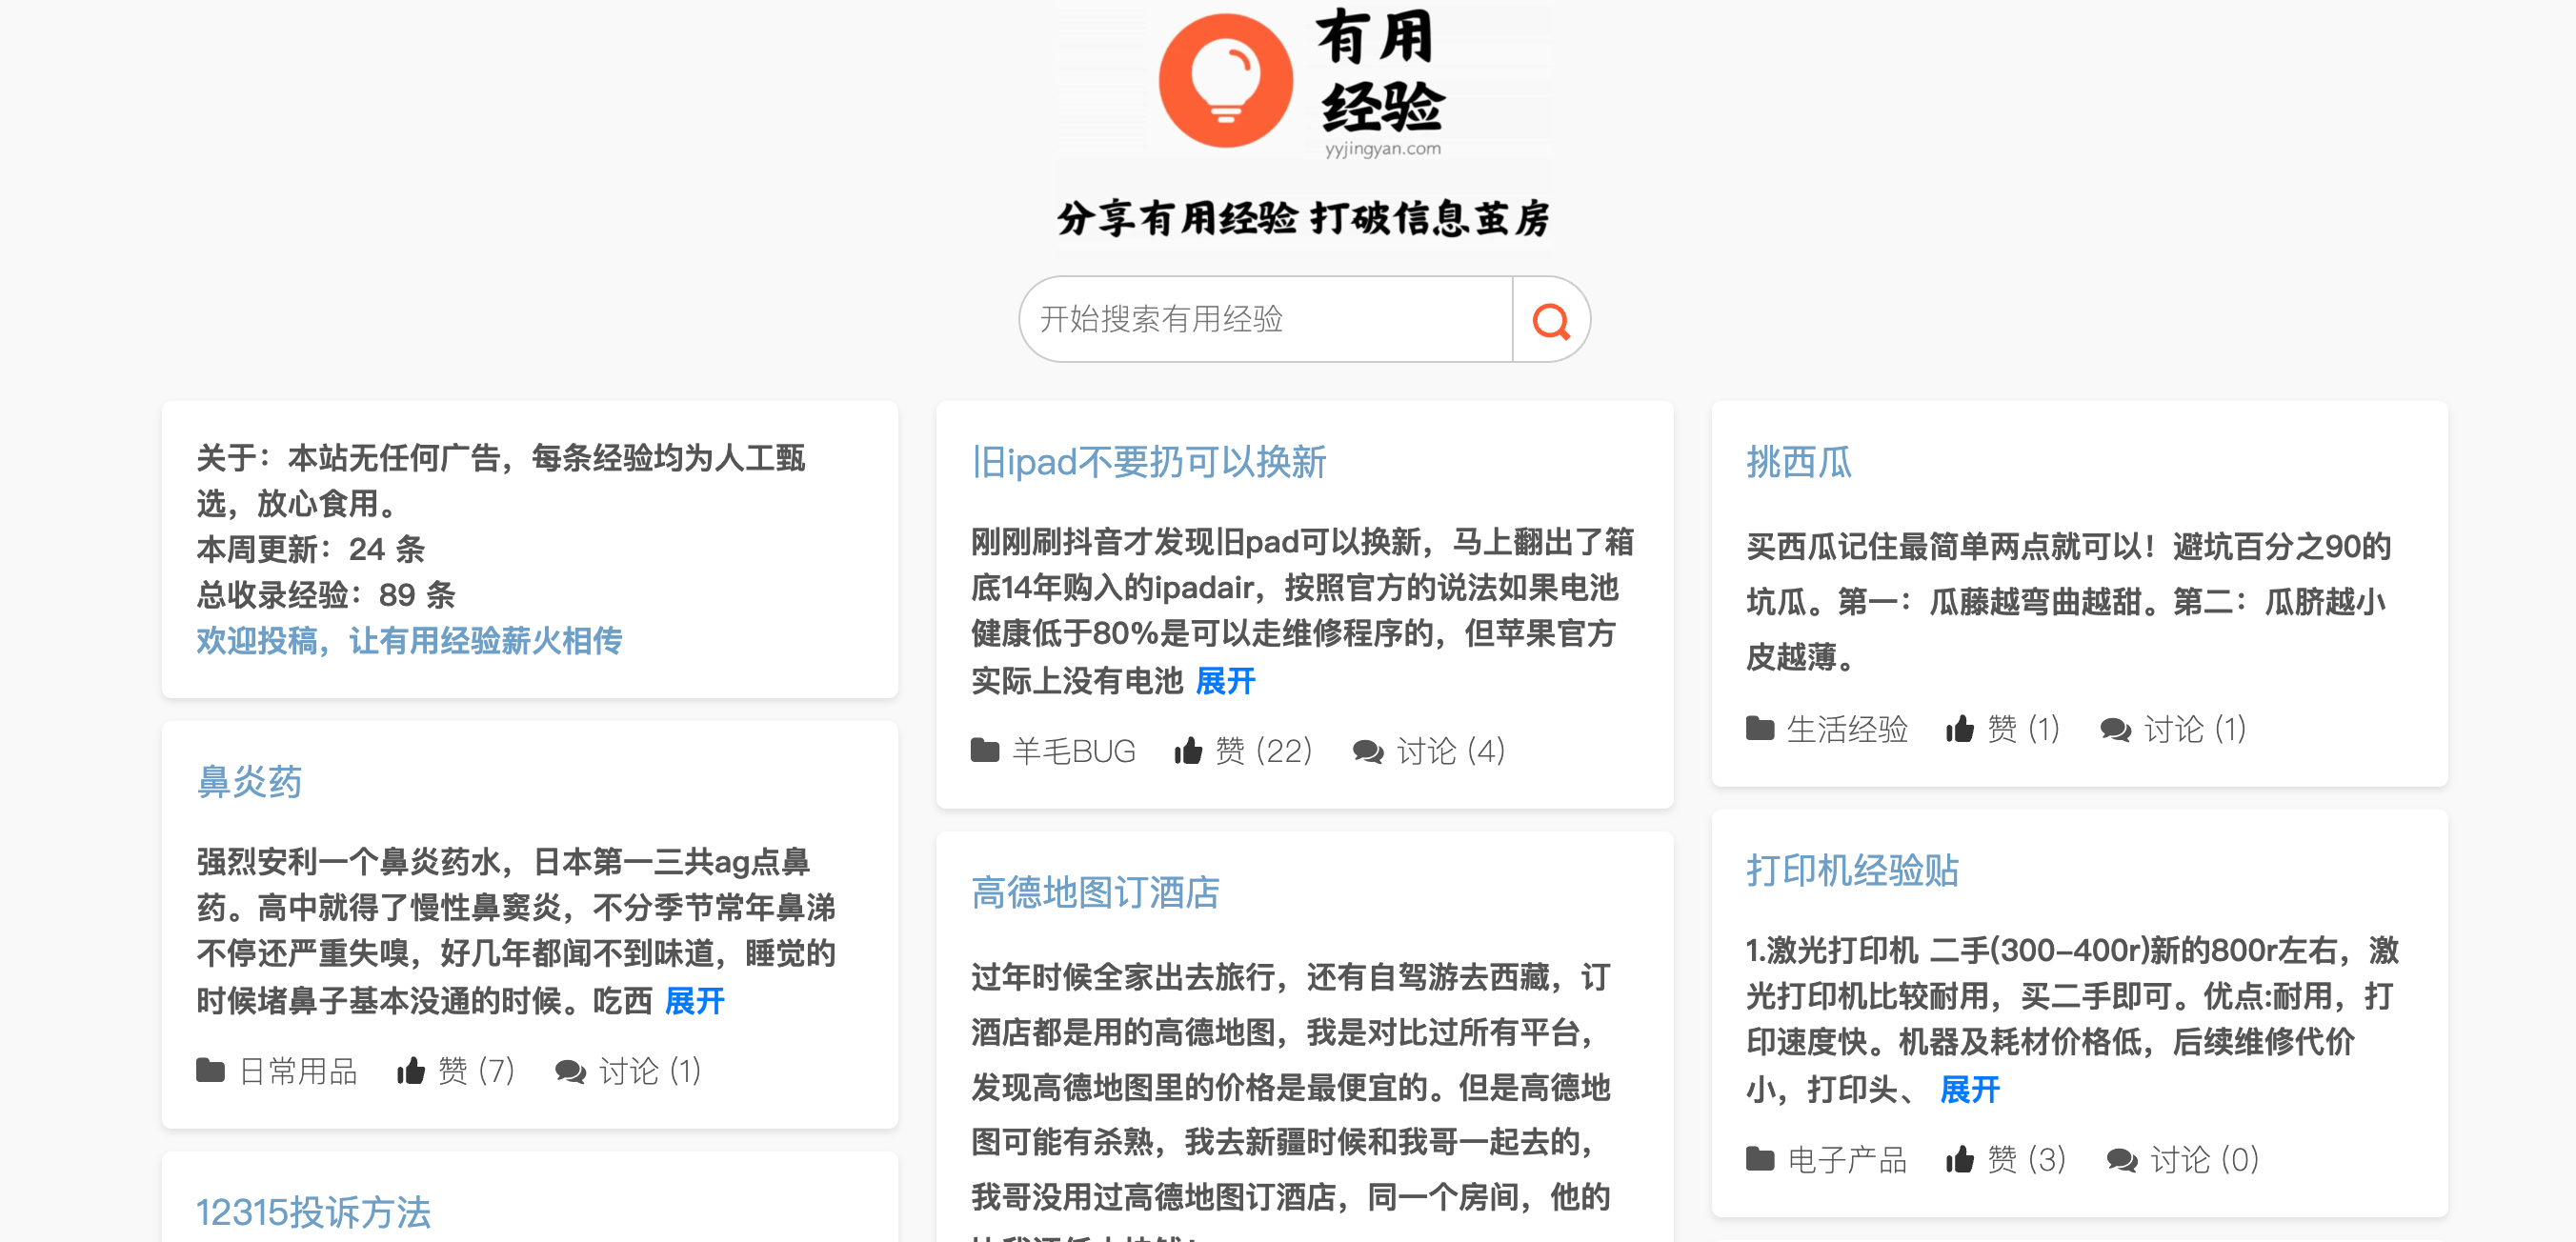 有用
经验
yyjingyan.com
分享有用经验 打破信息茧房
开始搜索有用经验
关于：本站无任何广告，每条经验均为人工甄
选，放心食用。
本周更新：24 条
总收录经验：89 条
欢迎投稿，让有用经验薪火相传
鼻炎药
强烈安利一个鼻炎药水，日本第一三共ag点鼻
药。高中就得了慢性鼻窦炎，不分季节常年鼻涕
不停还严重失嗅，好几年都闻不到味道，睡觉的
时候堵鼻子基本没通的时候。吃西 展开
日常用品 赞 (7) 讨论 (1)
12315投诉方法
旧ipad不要扔可以换新
刚刚刷抖音才发现旧pad可以换新，马上翻出了箱
底14年购入的ipadair，按照官方的说法如果电池
健康低于80%是可以走维修程序的，但苹果官方
实际上没有电池 展开
羊毛BUG 赞 (22) 讨论 (4)
高德地图订酒店
过年时候全家出去旅行，还有自驾游去西藏，订
酒店都是用的高德地图，我是对比过所有平台，
发现高德地图里的价格是最便宜的。但是高德地
图可能有杀熟，我去新疆时候和我哥一起去的，
我哥没用过高德地图订酒店，同一个房间，他的
挑西瓜
买西瓜记住最简单两点就可以！避坑百分之90的
坑瓜。第一：瓜藤越弯曲越甜。第二：瓜脐越小
皮越薄。
生活经验 赞 (1) 讨论 (1)
打印机经验贴
1.激光打印机 二手(300-400r)新的800r左右，激
光打印机比较耐用，买二手即可。优点:耐用，打
印速度快。机器及耗材价格低，后续维修代价
小，打印头、 展开
电子产品 赞 (3) 讨论 (0)